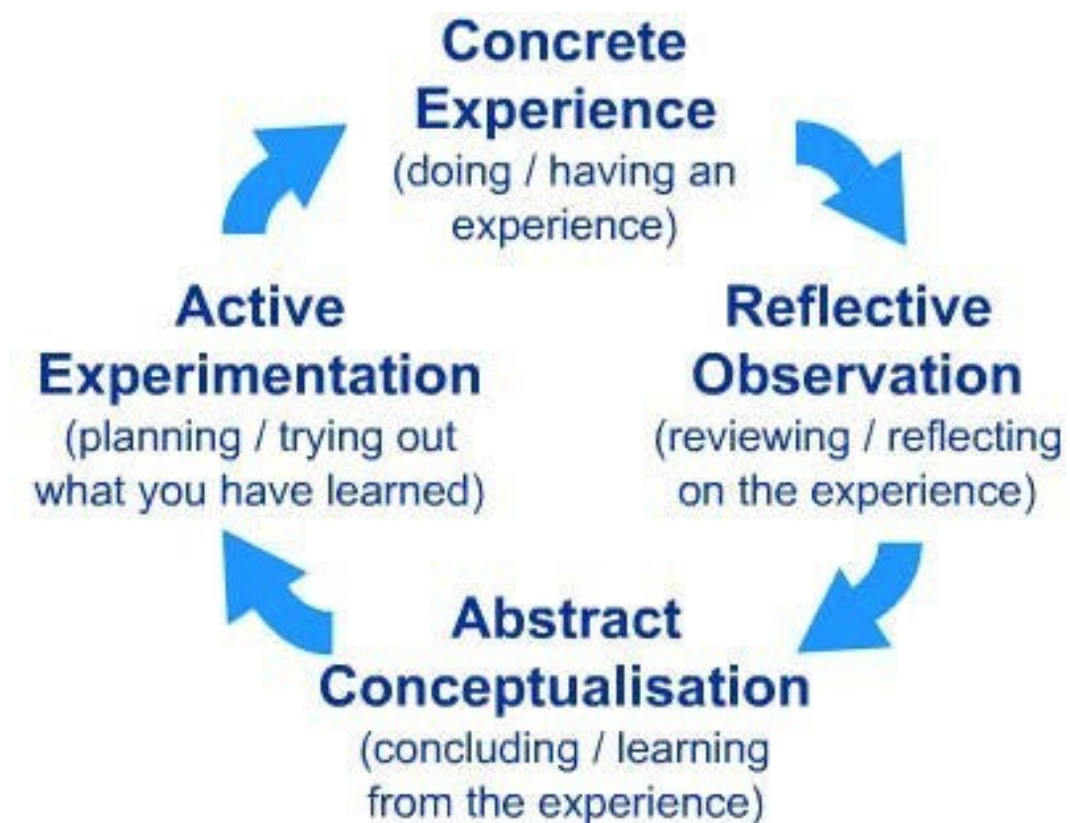 Concrete
Experience
(doing / having an
experience)
Reflective
Observation
(reviewing / reflecting
on the experience)
Abstract
Conceptualisation
(concluding / learning
from the experience)
Active
Experimentation
(planning / trying out
what you have learned)